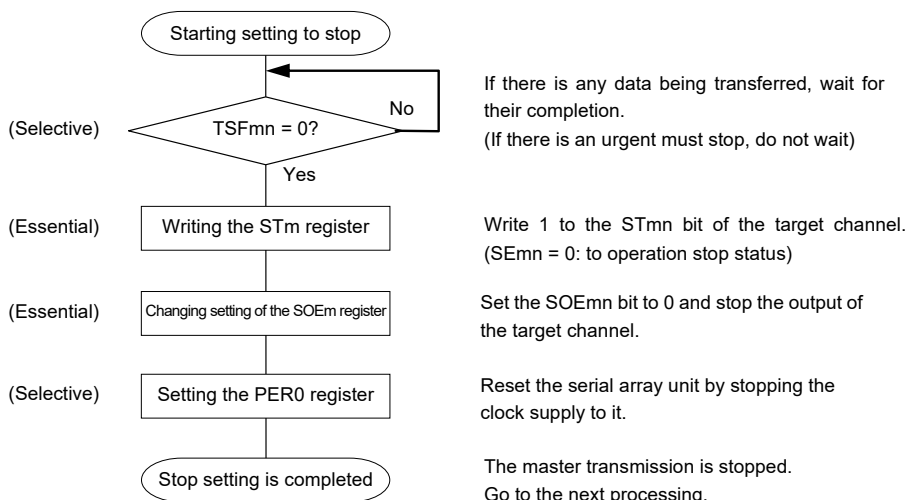 Starting setting to stop
If there is any data being transferred, wait for
their completion.
(If there is an urgent must stop, do not wait)
No
(Selective)
TSFmn = 0?
Yes
(Essential)
Writing the STm register
Write 1 to the STmn bit of the target channel.
(SEmn = 0: to operation stop status)
(Essential)
Changing setting of the SOEm register
Set the SOEmn bit to 0 and stop the output of
the target channel.
(Selective)
Setting the PER0 register
Reset the serial array unit by stopping the
clock supply to it.
Stop setting is completed
The master transmission is stopped.
Go to the next processing.